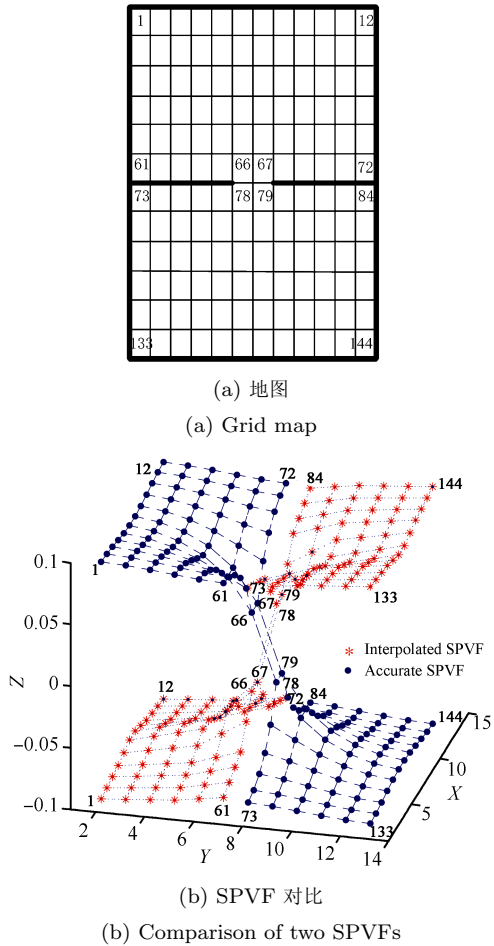 1 12
61 66 67 72
73 78 79 84
133 144
(a) 地图
(a) Grid map
12 72 84 144
0.1 1 61 73 79 133
67 78
0.05 66
Interpolated SPVF
79 Accurate SPVF
Z 0 12 66 67 78 84
72 144 15
−0.05 10 X
5
−0.1 1 61 73 133
2 4 6 8 10 12 14
Y
(b) SPVF 对比
(b) Comparison of two SPVFs